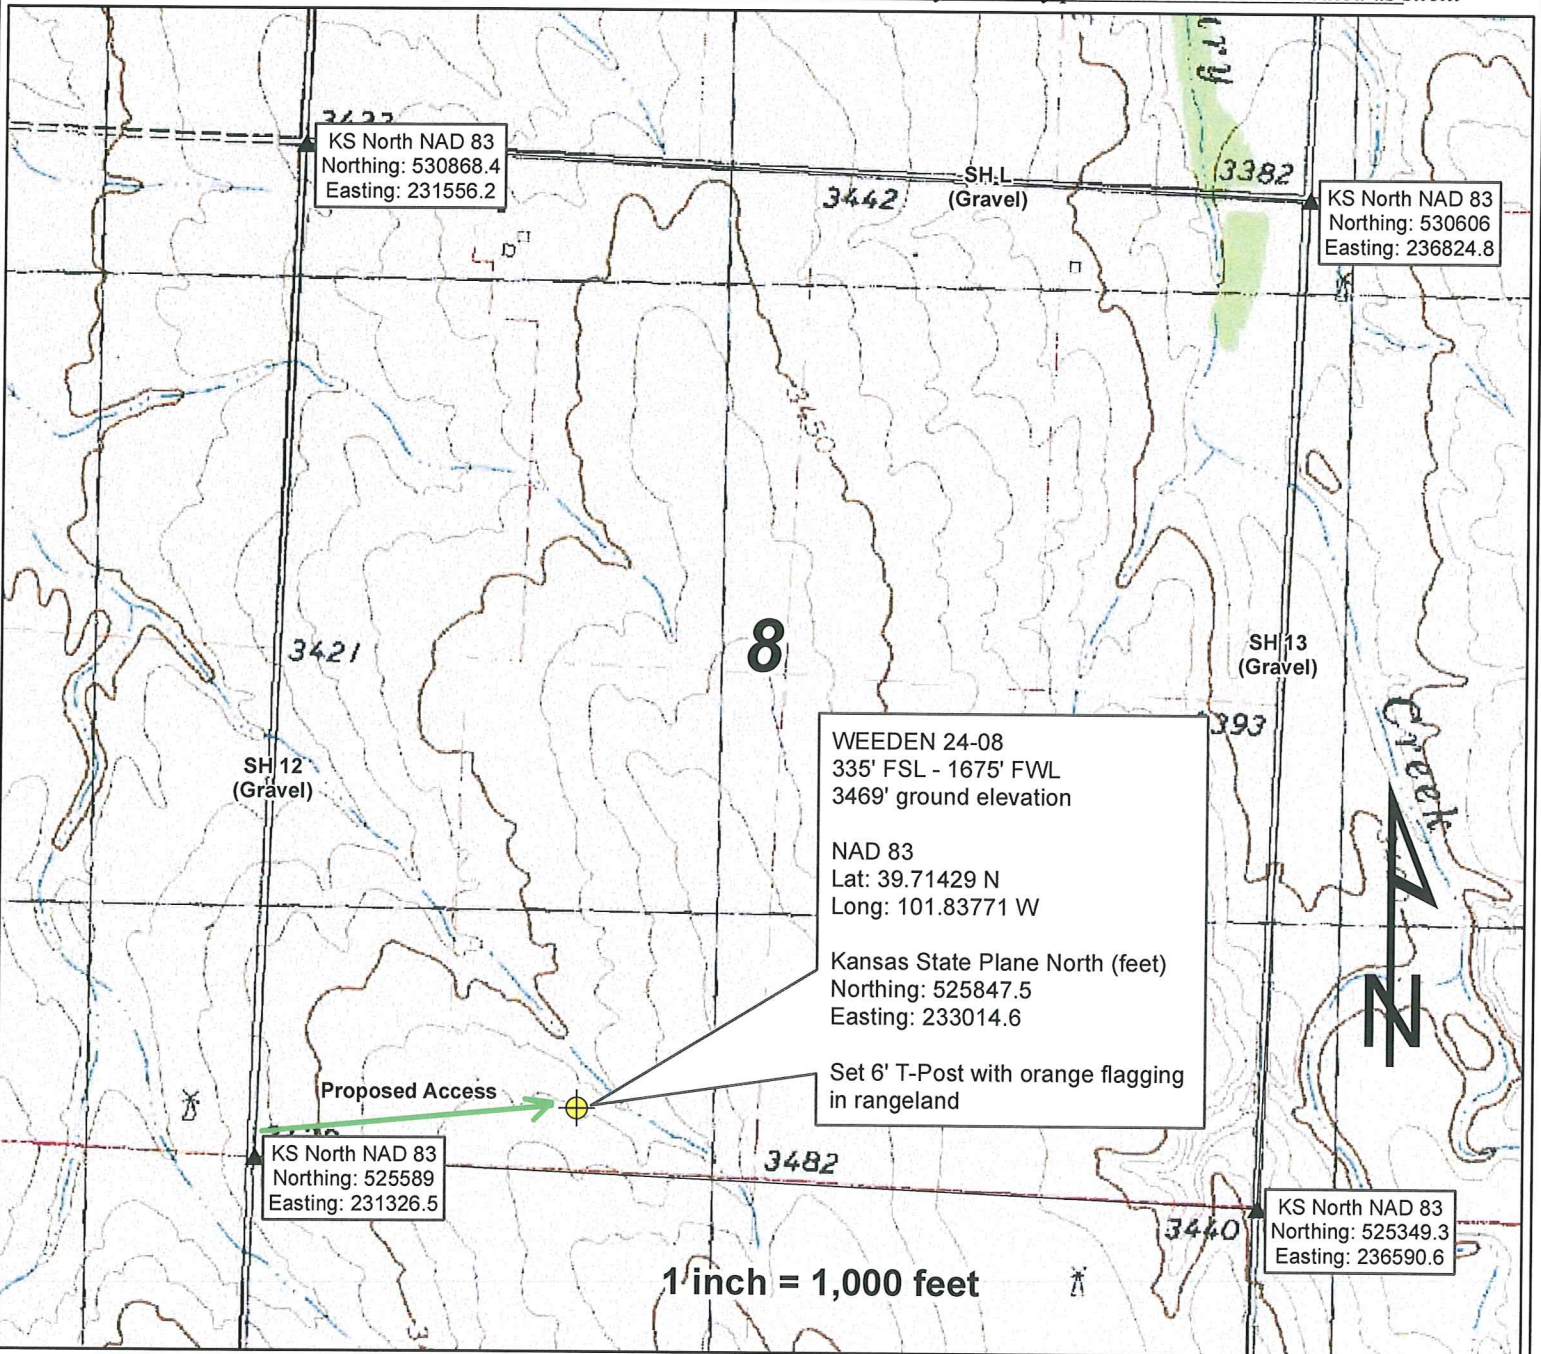 KS North NAD 83
Northing: 530868.4
Easting: 231556.2
SH L
(Gravel)
3442
3382
KS North NAD 83
Northing: 530606
Easting: 236824.8
3450
8
3421
SH 13
(Gravel)
SH 12
(Gravel)
393
Creek
WEEDEN 24-08
335' FSL - 1675' FWL
3469' ground elevation
NAD 83
Lat: 39.71429 N
Long: 101.83771 W
Kansas State Plane North (feet)
Northing: 525847.5
Easting: 233014.6
Set 6' T-Post with orange flagging
in rangeland
N
Proposed Access
KS North NAD 83
Northing: 525589
Easting: 231326.5
3482
3440
KS North NAD 83
Northing: 525349.3
Easting: 236590.6
1 inch = 1,000 feet